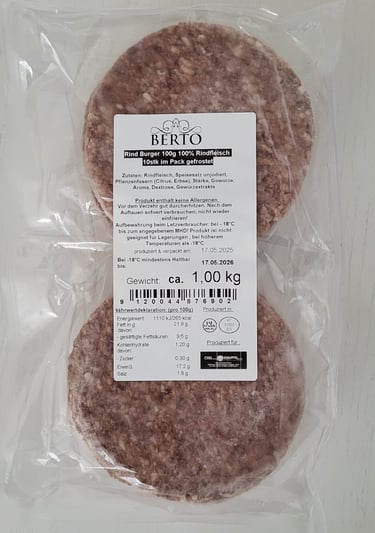 BERTO
Rind Burger 100g 100% Rindfleisch
10stk im Pack gefrostet
Zutaten: Rindfleisch, Speisesalz unjodiert,
Pflanzenfasern (Citrus, Erbse), Stärke, Gewürze,
Aroma, Dextrose, Gewürzextrakte
Produkt enthält keine Allergenen
Vor dem Verzehr gut durcherhitzen. Nach dem
Auftauen sofort verbrauchen, nicht wieder
einfrieren!
Aufbewahrung beim Letzverbraucher: bei - 18°C
bis zum angegebenem MHD! Produkt ist nicht
geeignet für Lagerungen , bei höheren
Temperaturen als -18°C
produziert & verpackt am 17.05.2025
Bei -18°C mindestens Haltbar
bis: 17.05.2026
Gewicht: ca. 1,00 kg
9 120044 876902
Nährwertdeklaration: (pro 100g)
Produziert in :
Energiewert 1110 kJ/265 kcal
Fett in g 21,9 g
davon:
- gesättigte Fettsäuren 9,5 g
Kohlenhydrate 1,20 g
davon:
- Zucker 0,30 g
Eiweiß 17,2 g
Salz 1,8 g
Produziert für :